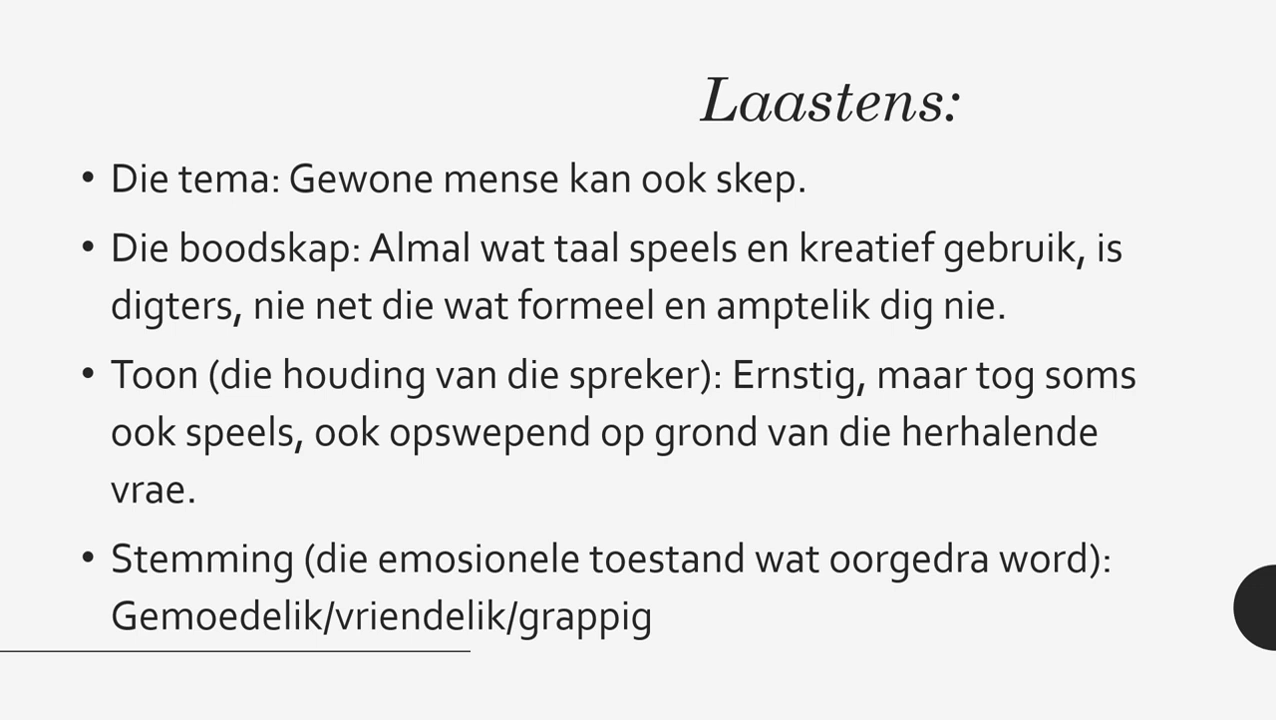 Laastens:
• Die tema: Gewone mense kan ook skep.
• Die boodskap: Almal wat taal speels en kreatief gebruik, is
digters, nie net die wat formeel en amptelik dig nie.
• Toon (die houding van die spreker): Ernstig, maar tog soms
ook speels, ook opswepend op grond van die herhalende
vrae.
• Stemming (die emosionele toestand wat oorgedra word):
Gemoedelik/vriendelik/grappig